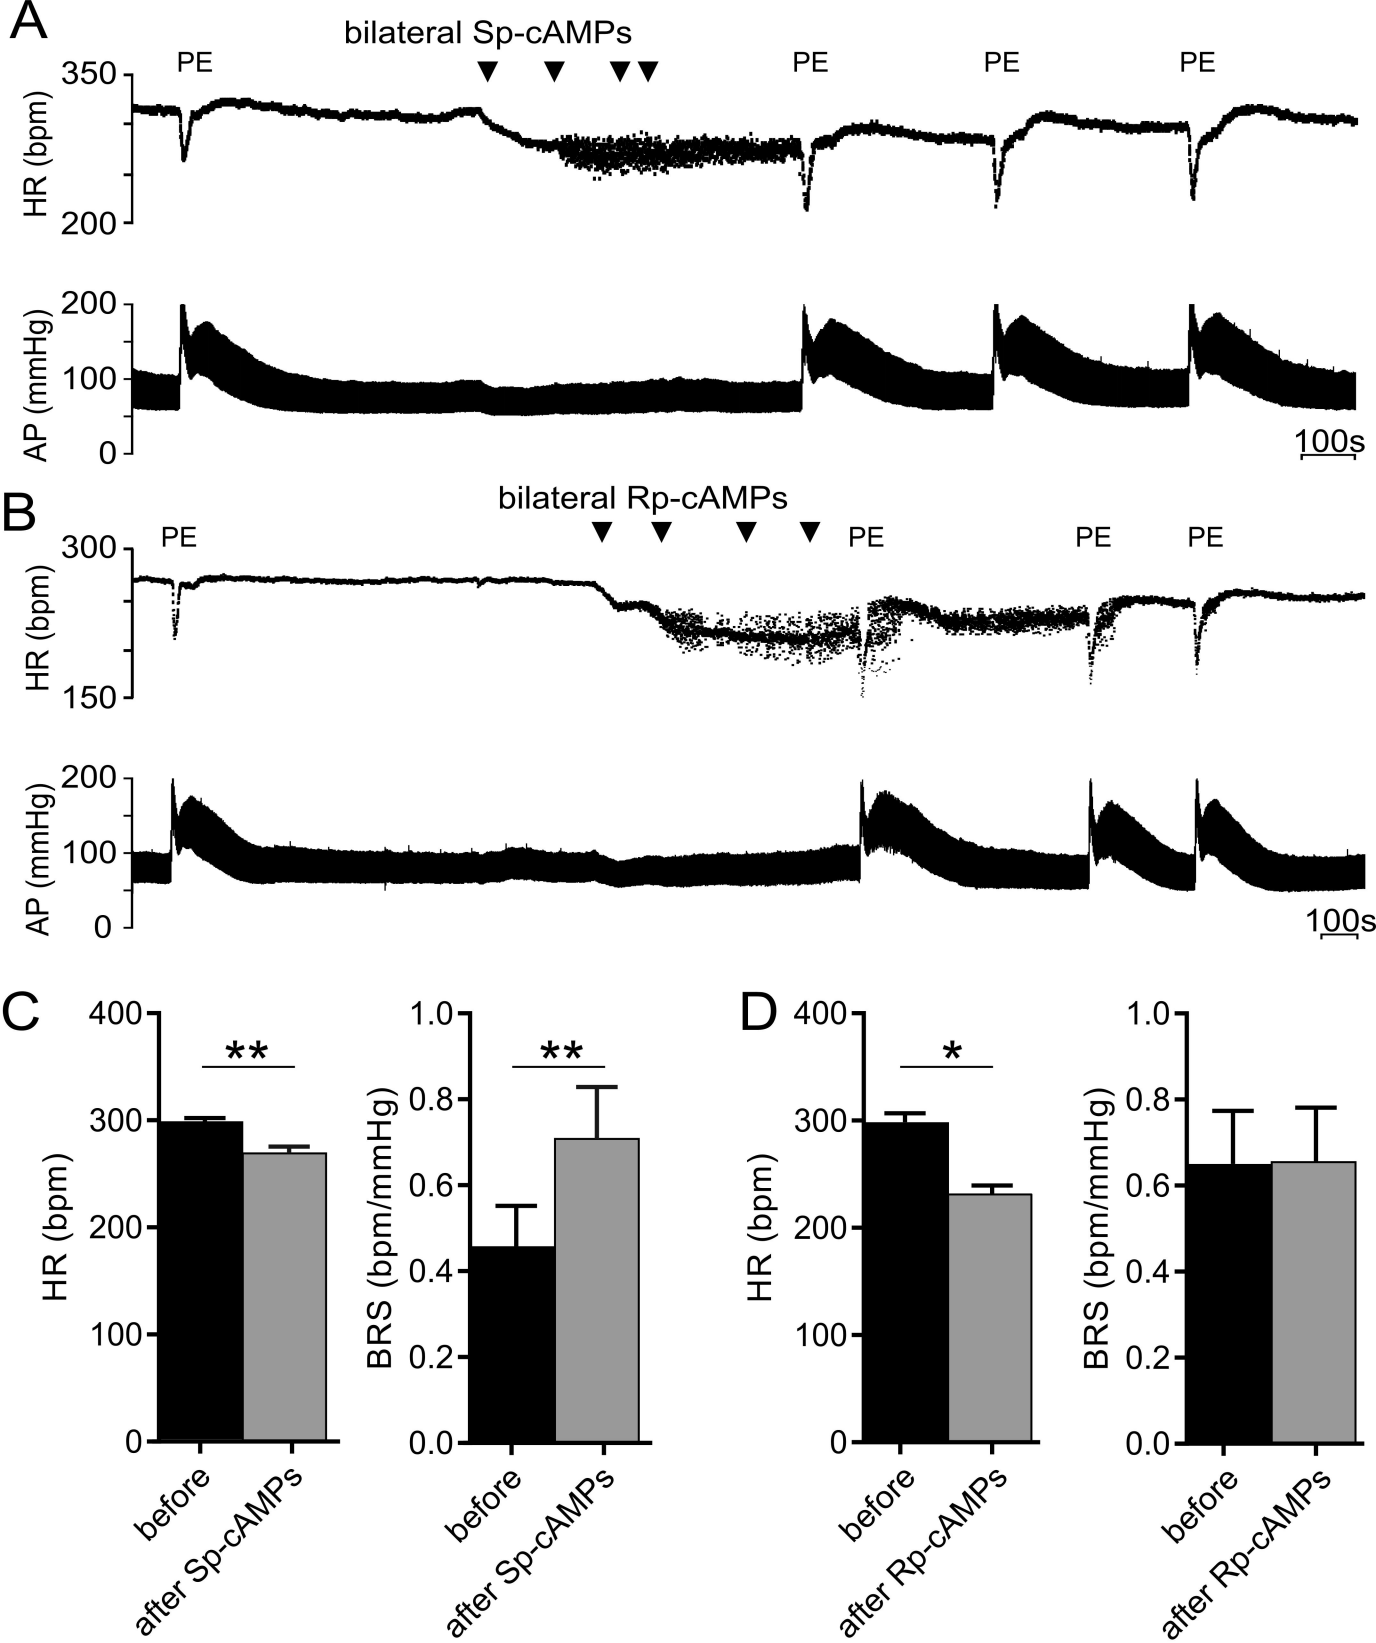 A
bilateral Sp-cAMPs
PE PE PE PE
350
HR (bpm)
200
200
AP (mmHg)
100
0
100s
B
bilateral Rp-cAMPs
PE PE PE PE
300
HR (bpm)
150
200
AP (mmHg)
100
0
100s
C
400
**
300
HR (bpm)
200
100
0
before
after Sp-cAMPs
1.0
**
0.8
BRS (bpm/mmHg)
0.6
0.4
0.2
0.0
before
after Sp-cAMPs
D
400
*
300
HR (bpm)
200
100
0
before
after Rp-cAMPs
1.0
0.8
BRS (bpm/mmHg)
0.6
0.4
0.2
0.0
before
after Rp-cAMPs